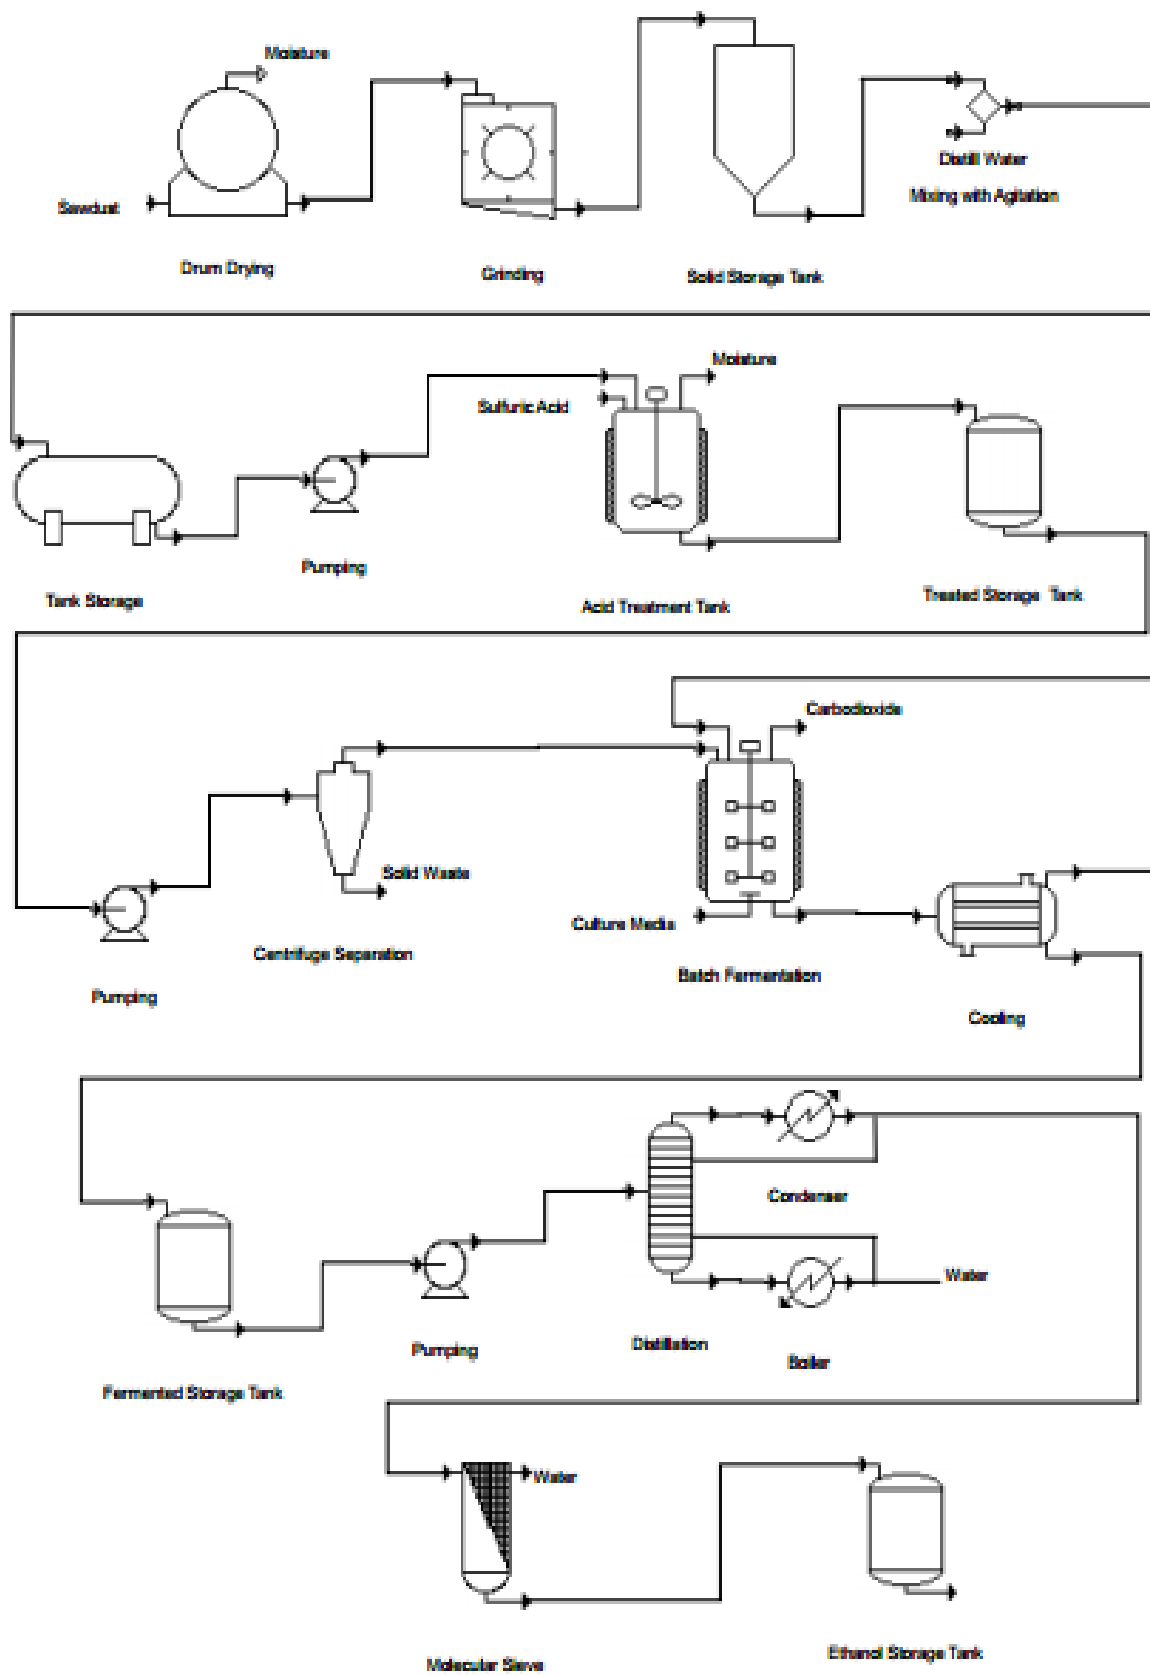 Moisture
Sawdust
Distill Water
Mixing with Agitation
Drum Drying
Grinding
Solid Storage Tank
Moisture
Sulfuric Acid
Pumping
Tank Storage
Acid Treatment Tank
Treated Storage Tank
Carbodioxide
Solid Waste
Culture Media
Centrifuge Separation
Batch Fermentation
Pumping
Cooling
Condenser
Water
Distillation
Pumping
Boiler
Fermented Storage Tank
Water
Ethanol Storage Tank
Molecular Sieve